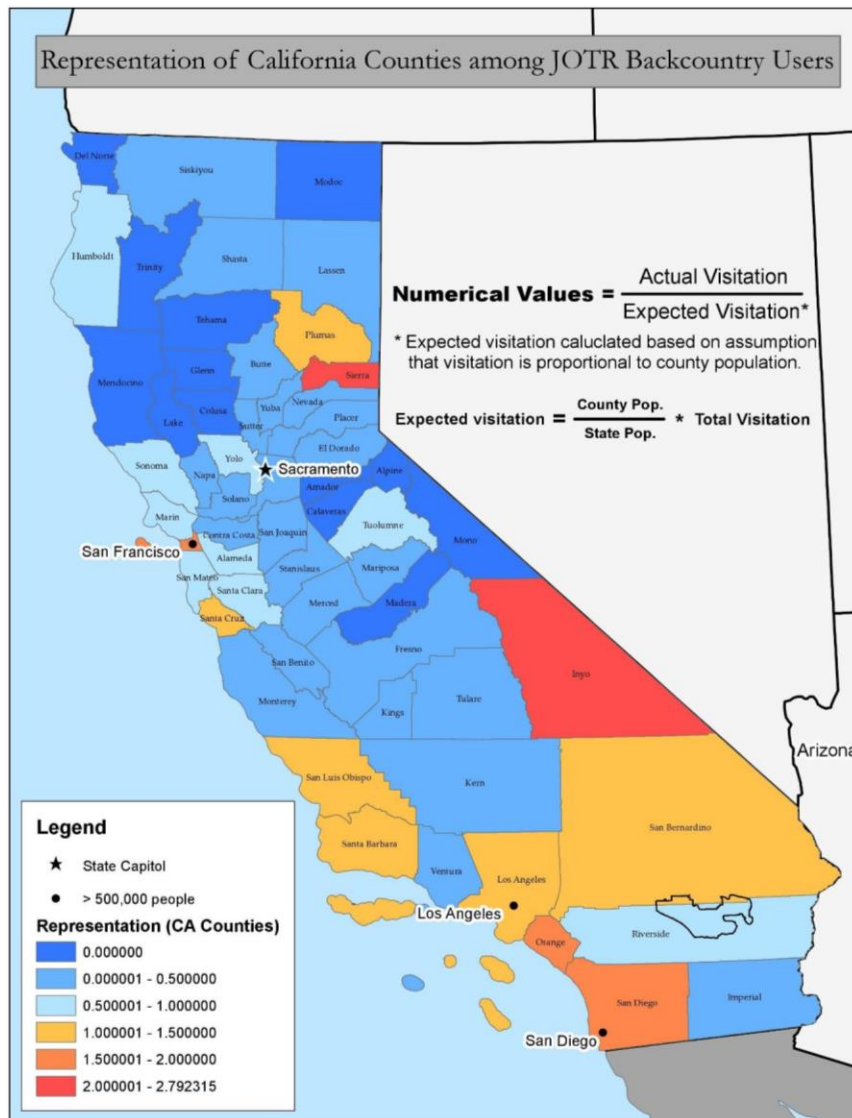 Representation of California Counties among JOTR Backcountry Users
Del Norte
Siskiyou
Modoc
Humboldt
Trinity
Shasta
Lassen
Numerical Values = Actual Visitation
Expected Visitation*
* Expected visitation caluclated based on assumption
that visitation is proportional to county population.
Expected visitation = County Pop. * Total Visitation
State Pop.
Tehama
Plumas
Mendocino
Glenn
Butte
Sierra
Lake
Colusa
Yuba
Nevada
Sutter
Placer
Sonoma
Napa
Yolo
Sacramento
El Dorado
Alpine
Solano
Amador
Marin
Calaveras
Tuolumne
Mono
San Francisco
Contra Costa
San Joaquin
Alameda
Stanislaus
Mariposa
San Mateo
Santa Clara
Merced
Madera
Santa Cruz
Fresno
San Benito
Inyo
Monterey
Kings
Tulare
Arizona
San Luis Obispo
Kern
San Bernardino
Santa Barbara
Ventura
Los Angeles
Los Angeles
Riverside
Orange
San Diego
Imperial
San Diego
Legend
State Capitol
> 500,000 people
Representation (CA Counties)
0.000000
0.000001 - 0.500000
0.500001 - 1.000000
1.000001 - 1.500000
1.500001 - 2.000000
2.000001 - 2.792315